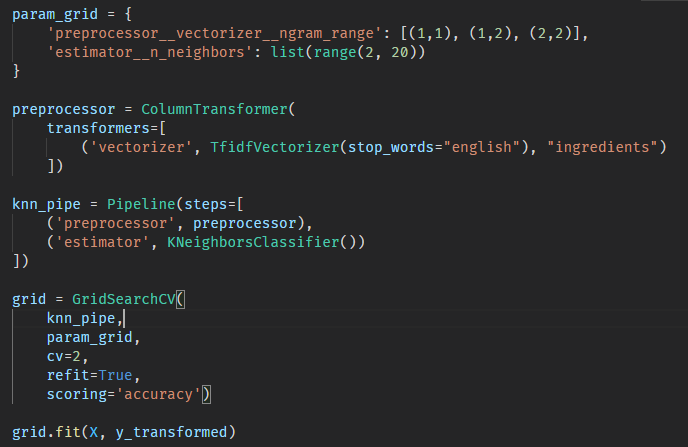 param_grid = {
    'preprocessor__vectorizer__ngram_range': [(1,1), (1,2), (2,2)],
    'estimator__n_neighbors': list(range(2, 20))
}

preprocessor = ColumnTransformer(
    transformers=[
        ('vectorizer', TfidfVectorizer(stop_words="english"), "ingredients")
    ])

knn_pipe = Pipeline(steps=[
    ('preprocessor', preprocessor),
    ('estimator', KNeighborsClassifier())
])

grid = GridSearchCV(
    knn_pipe,
    param_grid,
    cv=2,
    refit=True,
    scoring='accuracy')

grid.fit(X, y_transformed)